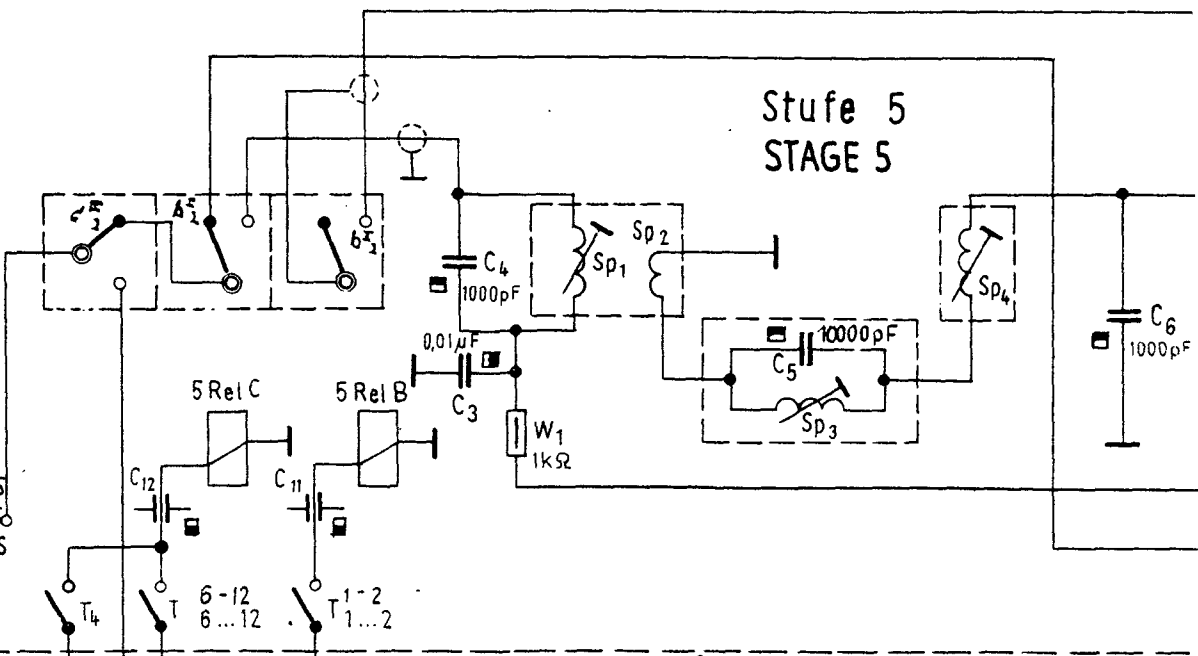 Stufe 5
STAGE 5
Sp2
Sp1
C4
1000pF
Sp4
C6
1000pF
10000pF
C5
Sp3
0,01µF
C3
5 Rel C
5 Rel B
W1
1kΩ
C12
C11
S
T4
T 6-12
6...12
T 1-2
1...2